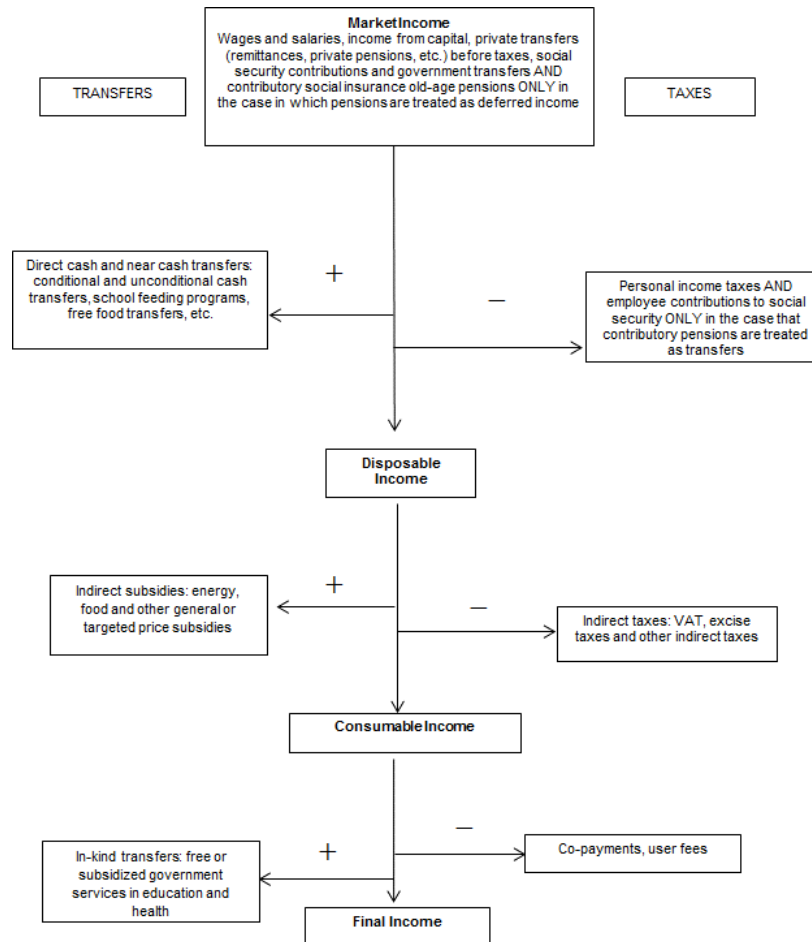 Market Income
Wages and salaries, income from capital, private transfers
(remittances, private pensions, etc.) before taxes, social
security contributions and government transfers AND
contributory social insurance old-age pensions ONLY in
the case in which pensions are treated as deferred income
TRANSFERS
TAXES
+
Direct cash and near cash transfers:
conditional and unconditional cash
transfers, school feeding programs,
free food transfers, etc.
−
Personal income taxes AND
employee contributions to social
security ONLY in the case that
contributory pensions are treated
as transfers
Disposable
Income
+
Indirect subsidies: energy,
food and other general or
targeted price subsidies
−
Indirect taxes: VAT, excise
taxes and other indirect taxes
Consumable Income
−
Co-payments, user fees
+
In-kind transfers: free or
subsidized government
services in education and
health
Final Income